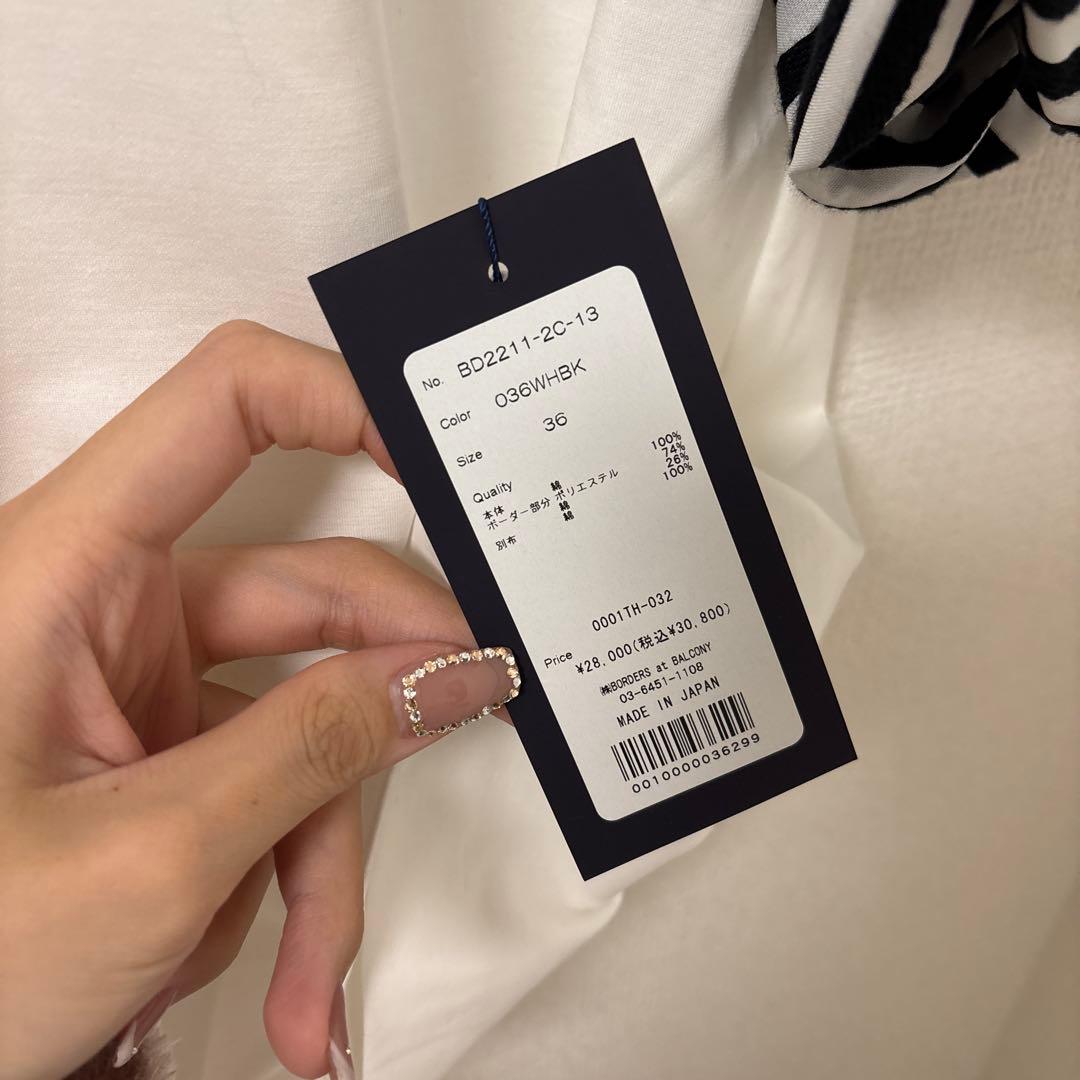 No. BD2211-2C-13
Color 036WHBK
Size 36
Quality
本体 綿 100%
ボーダー部分 ポリエステル 74%
綿 26%
別布 綿 100%
0001TH-032
Price ¥28,000(税込¥30,800)
㈱BORDERS at BALCONY
03-6451-1108
MADE IN JAPAN
0010000036299